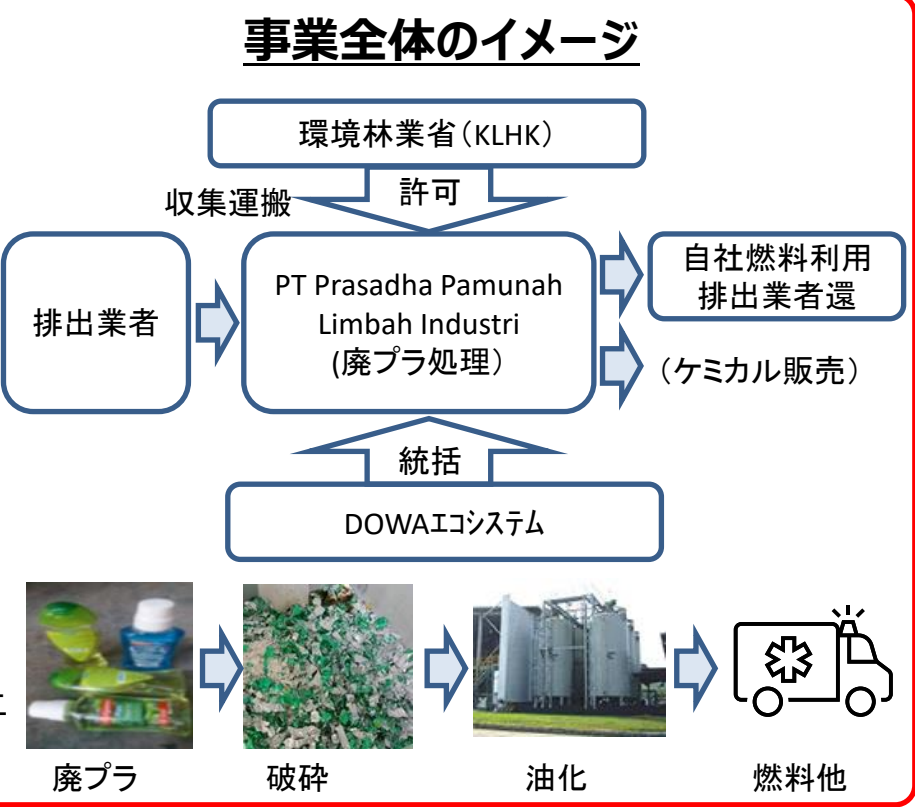 事業全体のイメージ
環境林業省（KLHK）
許可
収集運搬
排出業者
PT Prasadha Pamunah
Limbah Industri
(廃プラ処理）
自社燃料利用
排出業者還
（ケミカル販売）
統括
DOWAｴｺｼｽﾃﾑ
廃プラ
破砕
油化
燃料他